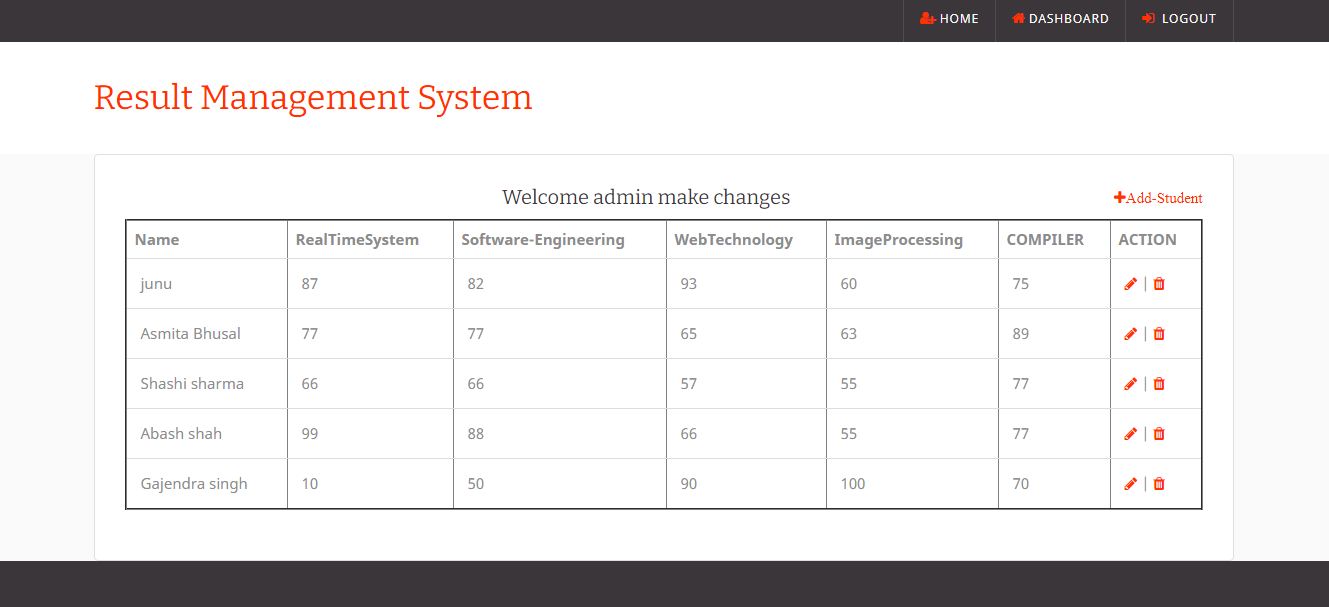 HOME DASHBOARD LOGOUT
Result Management System
Welcome admin make changes
Add-Student
Name RealTimeSystem Software-Engineering WebTechnology ImageProcessing COMPILER ACTION
junu 87 82 93 60 75 |
Asmita Bhusal 77 77 65 63 89 |
Shashi sharma 66 66 57 55 77 |
Abash shah 99 88 66 55 77 |
Gajendra singh 10 50 90 100 70 |